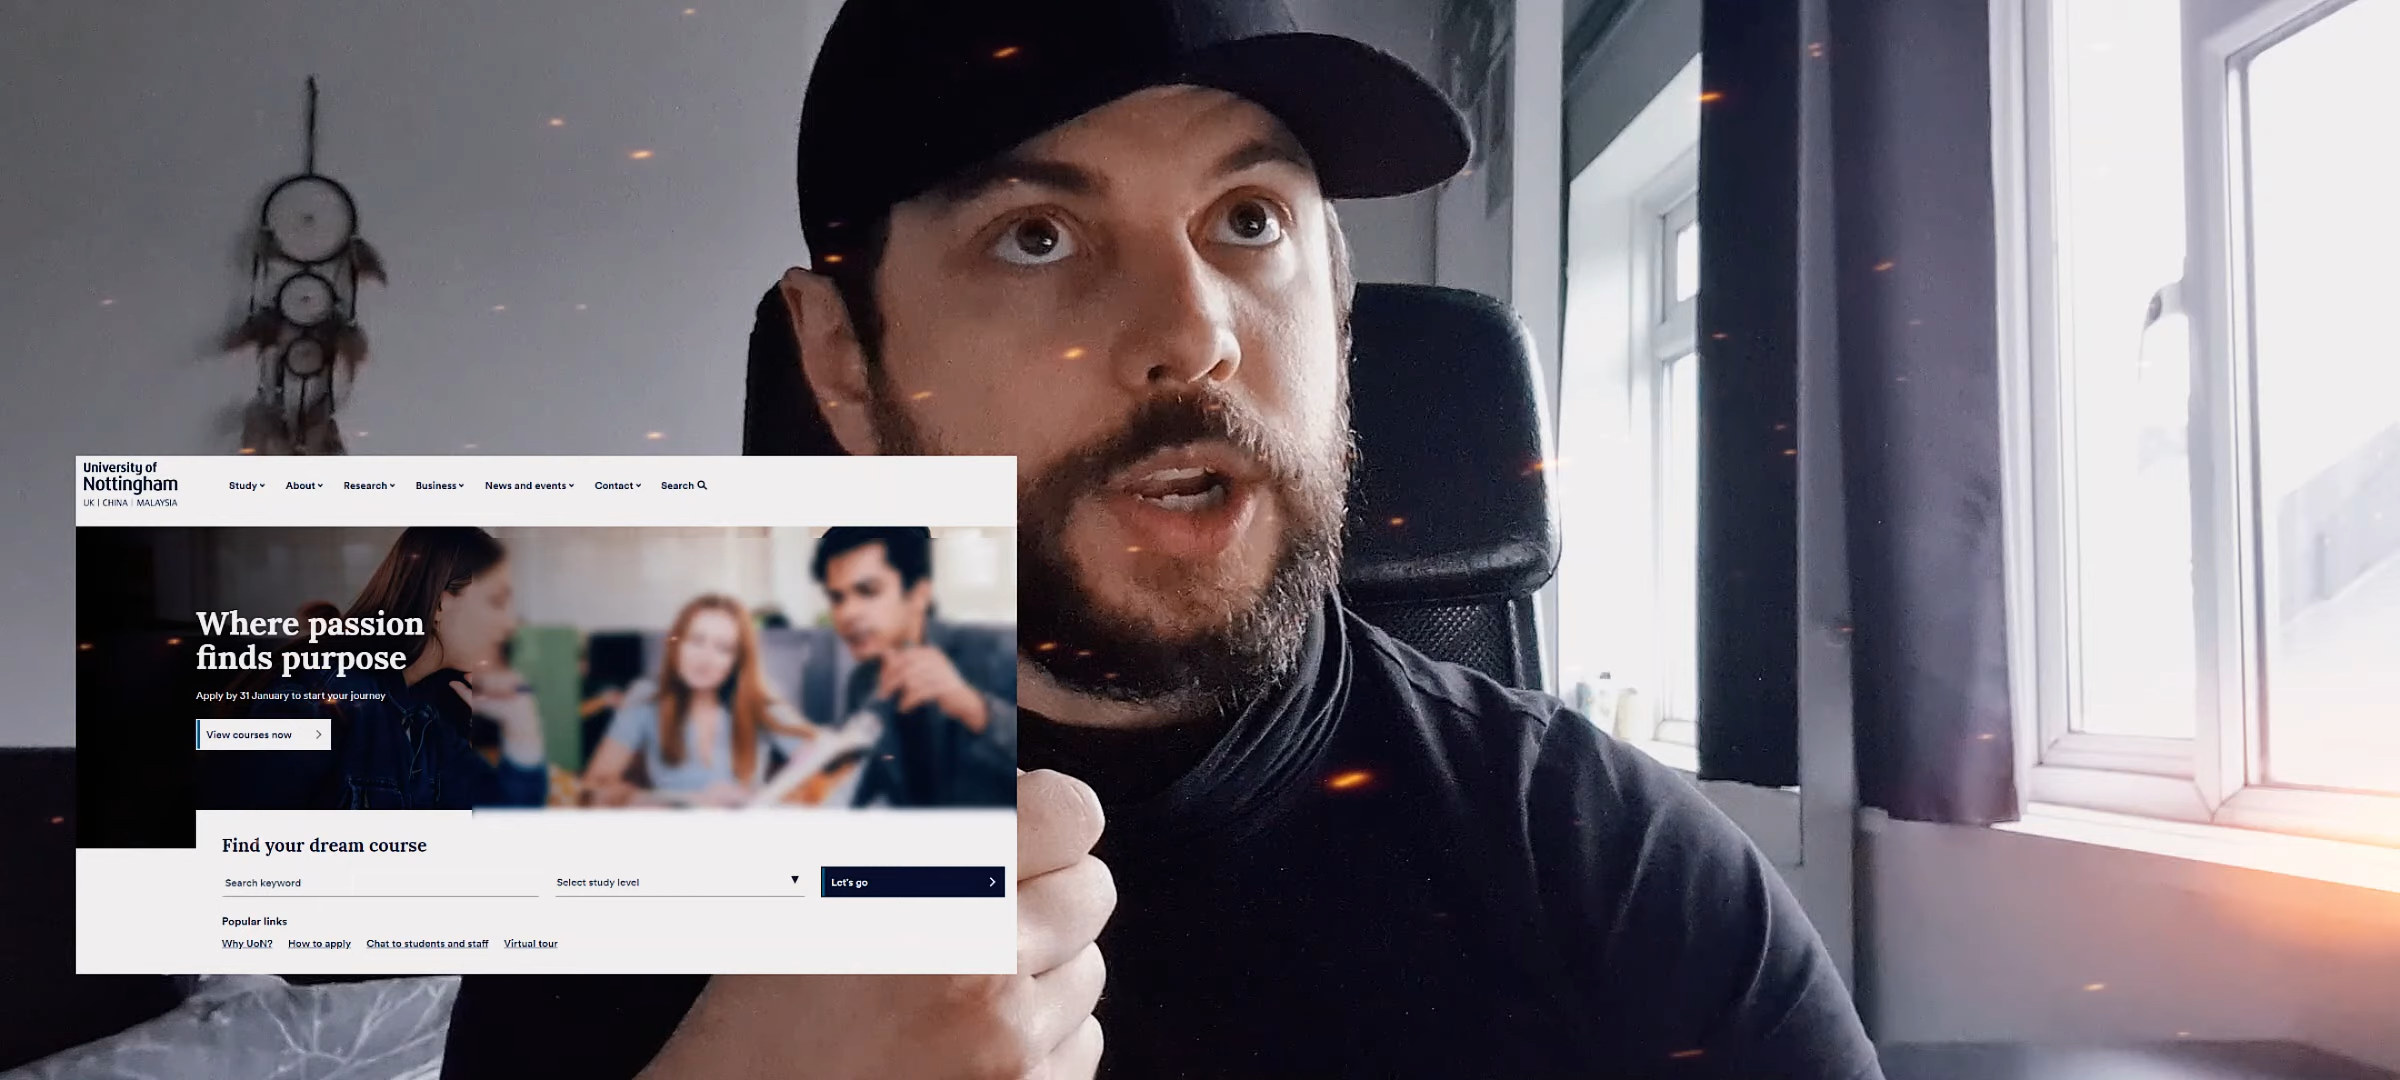 University of
Nottingham
UK | CHINA | MALAYSIA
Study About Research Business News and events Contact Search
Where passion
finds purpose
Apply by 31 January to start your journey
View courses now
Find your dream course
Search keyword
Select study level
Let's go
Popular links
Why UoN? How to apply Chat to students and staff Virtual tour